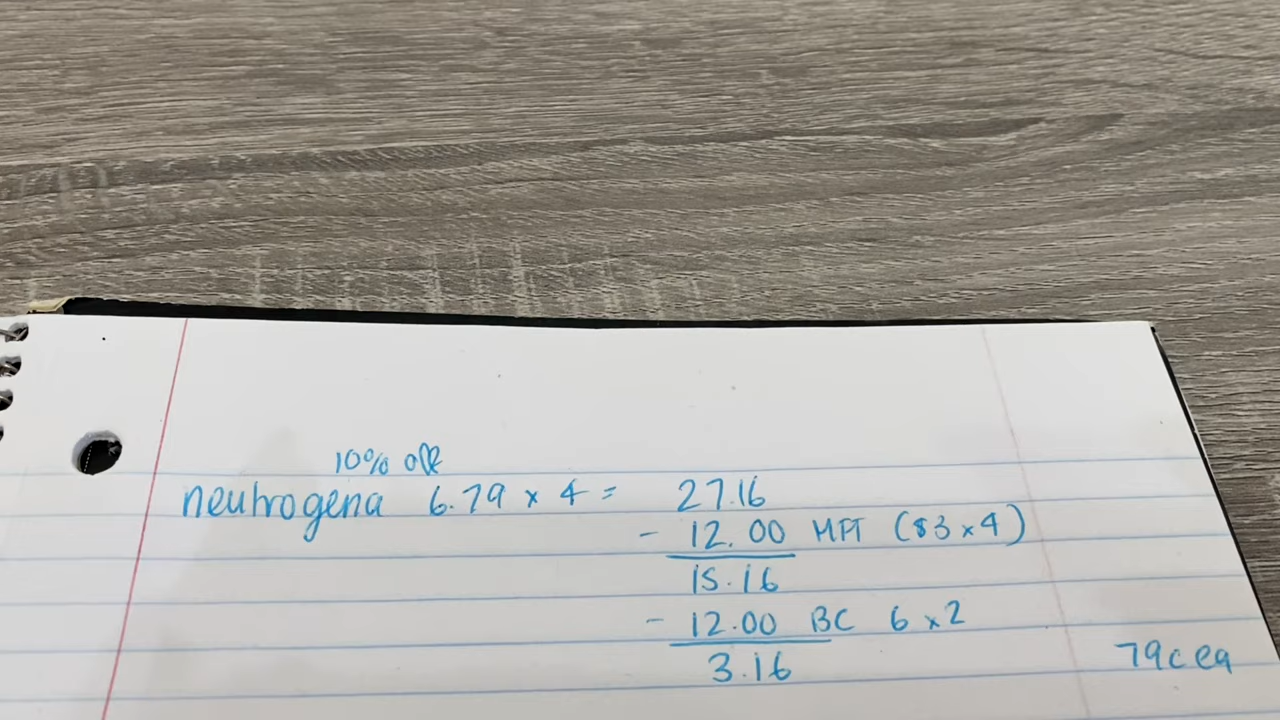 10% off
neutrogena 6.79 x 4 = 27.16
- 12.00 MFT ($3 x 4)
15.16
- 12.00 BC 6 x 2
3.16 79c ea